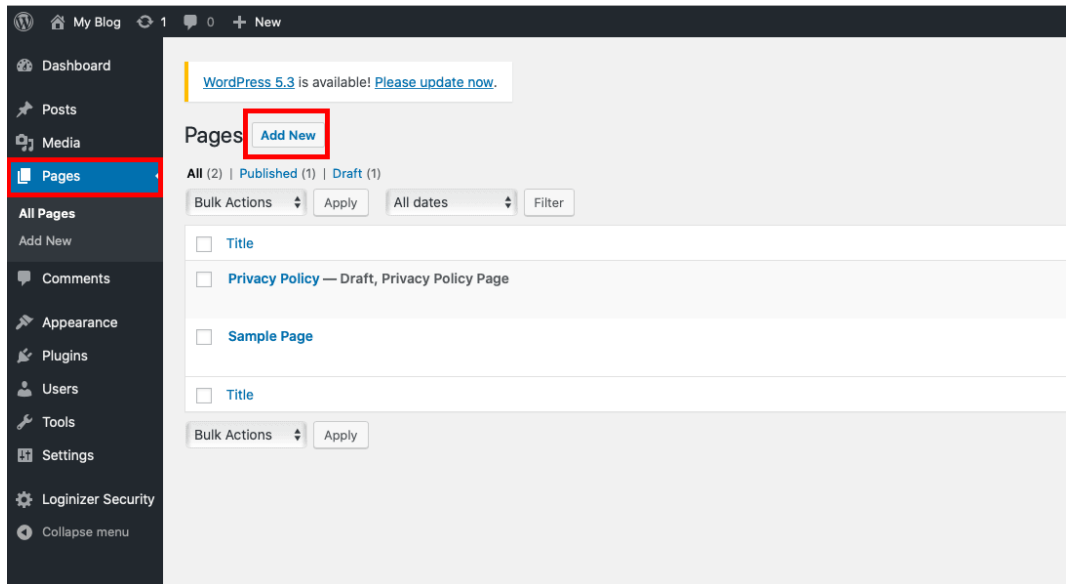 My Blog 1 0 + New
Dashboard
Posts
Media
Pages
All Pages
Add New
Comments
Appearance
Plugins
Users
Tools
Settings
Loginizer Security
Collapse menu
WordPress 5.3 is available! Please update now.
Pages Add New
All (2) | Published (1) | Draft (1)
Bulk Actions Apply All dates Filter
Title
Privacy Policy — Draft, Privacy Policy Page
Sample Page
Title
Bulk Actions Apply